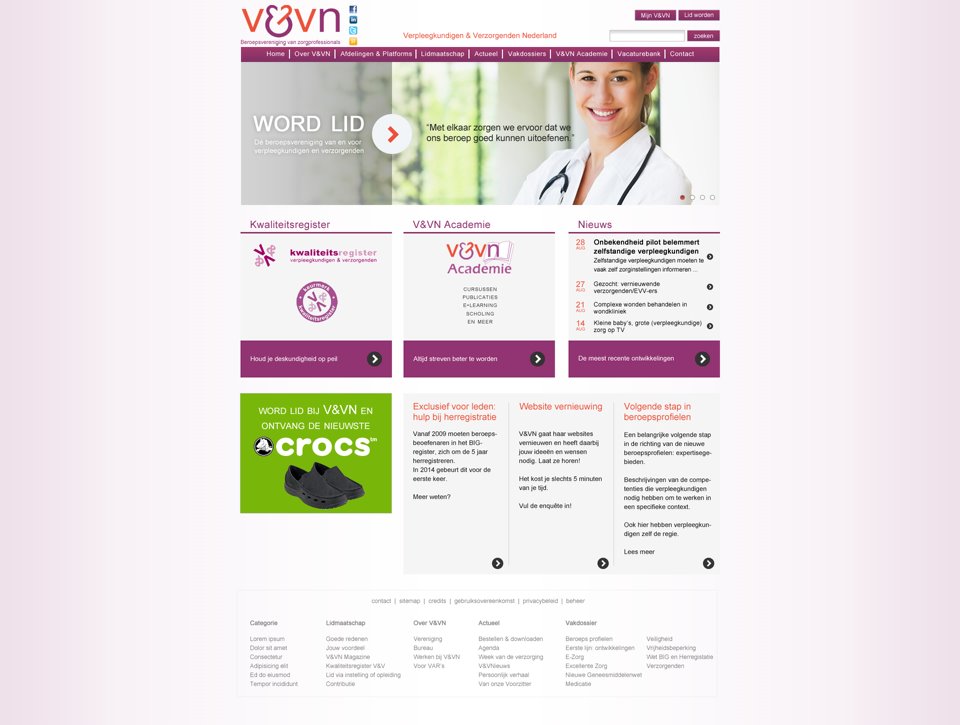 V&VN
Beroepsvereniging van zorgprofessionals
Verpleegkundigen & Verzorgenden Nederland
Mijn V&VN
Lid worden
zoeken
Home | Over V&VN | Afdelingen & Platforms | Lidmaatschap | Actueel | Vakdossiers | V&VN Academie | Vacaturebank | Contact
WORD LID
Dé beroepsvereniging van en voor
verpleegkundigen en verzorgenden
“Met elkaar zorgen we ervoor dat we
ons beroep goed kunnen uitoefenen.”
Kwaliteitsregister
kwaliteitsregister
verpleegkundigen & verzorgenden
keurmerk
kwaliteitsregister
Houd je deskundigheid op peil
V&VN Academie
V&VN
Academie
CURSUSSEN
PUBLICATIES
E-LEARNING
SCHOLING
EN MEER
Altijd streven beter te worden
Nieuws
28 AUG
Onbekendheid pilot belemmert
zelfstandige verpleegkundigen
Zelfstandige verpleegkundigen moeten te
vaak zelf zorginstellingen informeren ...
27 AUG
Gezocht: vernieuwende
verzorgenden/EVV-ers
21 AUG
Complexe wonden behandelen in
wondkliniek
14 AUG
Kleine baby's, grote (verpleegkundige)
zorg op TV
De meest recente ontwikkelingen
WORD LID BIJ V&VN EN
ONTVANG DE NIEUWSTE
crocs™
Exclusief voor leden:
hulp bij herregistratie
Vanaf 2009 moeten beroeps-
beoefenaren in het BIG-
register, zich om de 5 jaar
herregistreren.
In 2014 gebeurt dit voor de
eerste keer.
Meer weten?
Website vernieuwing
V&VN gaat haar websites
vernieuwen en heeft daarbij
jouw ideeën en wensen
nodig. Laat ze horen!
Het kost je slechts 5 minuten
van je tijd.
Vul de enquête in!
Volgende stap in
beroepsprofielen
Een belangrijke volgende stap
in de richting van de nieuwe
beroepsprofielen: expertisege-
bieden.
Beschrijvingen van de compe-
tenties die verpleegkundigen
nodig hebben om te werken in
een specifieke context.
Ook hier hebben verpleegkun-
digen zelf de regie.
Lees meer
contact | sitemap | credits | gebruiksovereenkomst | privacybeleid | beheer
Categorie
Lorem ipsum
Dolor sit amet
Consectetur
Adipisicing elit
Ed do eiusmod
Tempor incididunt
Lidmaatschap
Goede redenen
Jouw voordeel
V&VN Magazine
Kwaliteitsregister V&V
Lid via instelling of opleiding
Contributie
Over V&VN
Vereniging
Bureau
Werken bij V&VN
Voor VAR's
Actueel
Bestellen & downloaden
Agenda
Week van de verzorging
V&VNieuws
Persoonlijk verhaal
Van onze Voorzitter
Vakdossier
Beroeps profielen
Eerste lijn: ontwikkelingen
E-Zorg
Excellente Zorg
Nieuwe Geneesmiddelenwet
Medicatie
Veiligheid
Vrijheidsbeperking
Wet BIG en Herregistatie
Verzorgenden